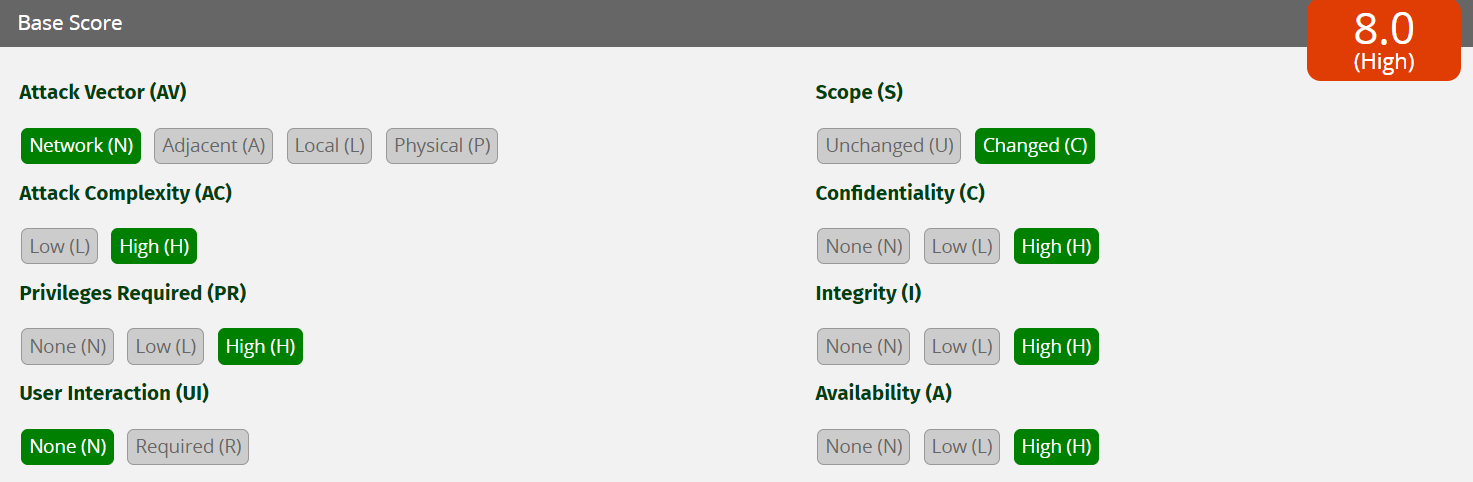 Base Score
8.0
(High)
Attack Vector (AV)
Network (N) Adjacent (A) Local (L) Physical (P)
Attack Complexity (AC)
Low (L) High (H)
Privileges Required (PR)
None (N) Low (L) High (H)
User Interaction (UI)
None (N) Required (R)
Scope (S)
Unchanged (U) Changed (C)
Confidentiality (C)
None (N) Low (L) High (H)
Integrity (I)
None (N) Low (L) High (H)
Availability (A)
None (N) Low (L) High (H)